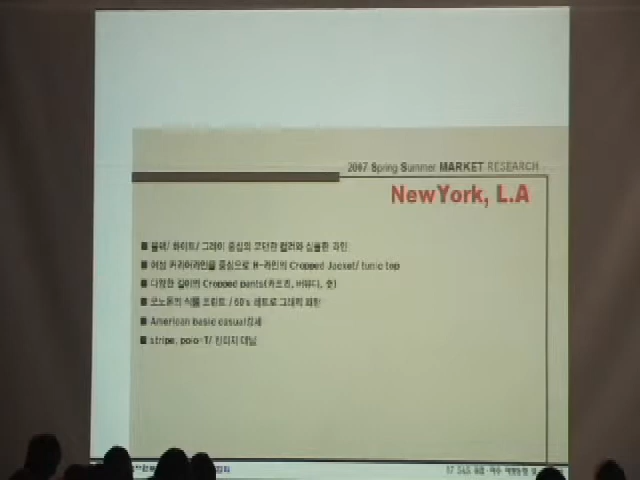 2007 Spring Summer MARKET RESEARCH
NewYork, L.A
블랙/ 화이트/ 그레이 중심의 모던한 컬러와 심플한 라인
여성 커리어라인을 중심으로 H-라인의 Cropped Jacket/ tunic top
다양한 길이의 Cropped pants(카프리, 버뮤다, 숏)
모노톤의 식물 프린트 / 60's 레트로 그래픽 패턴
American basic casual강세
stripe, polo-T/ 빈티지 데님